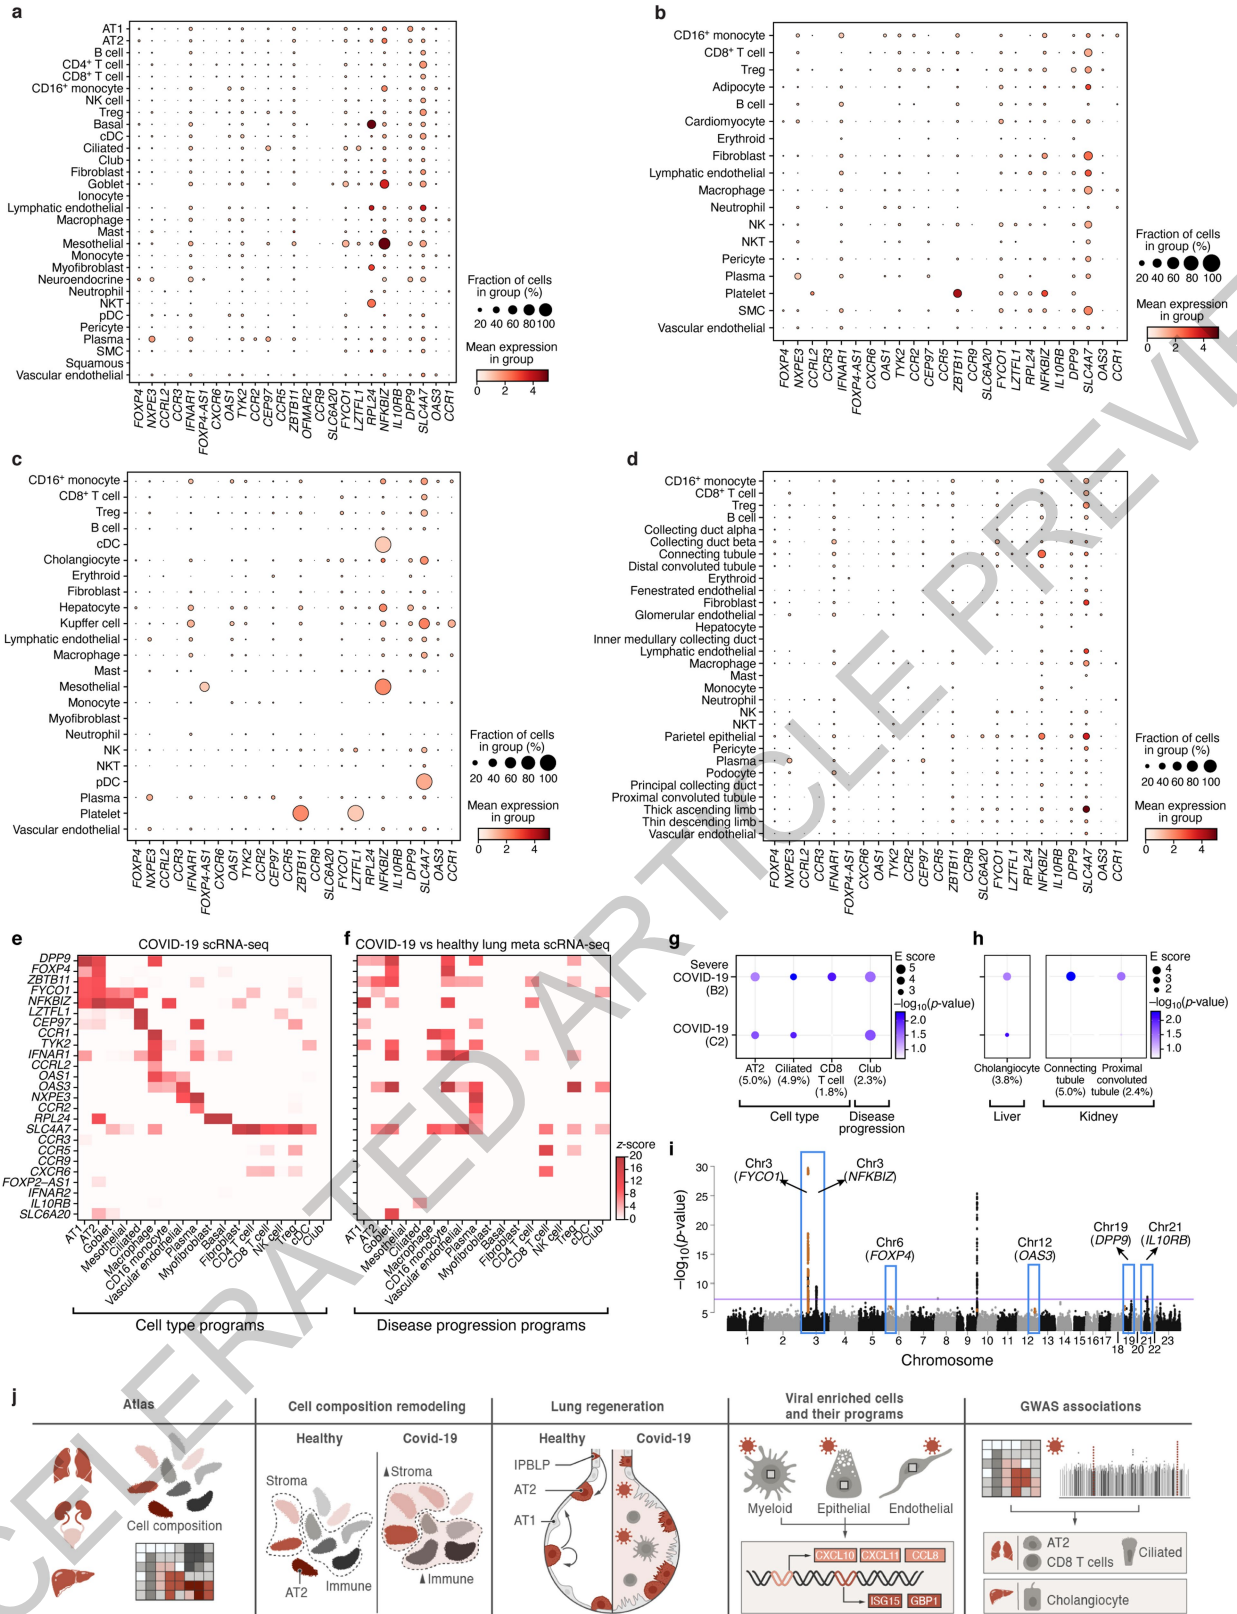 a
AT1
AT2
B cell
CD4+ T cell
CD8+ T cell
CD16+ monocyte
NK cell
Treg
Basal
cDC
Ciliated
Club
Fibroblast
Goblet
Ionocyte
Lymphatic endothelial
Macrophage
Mast
Mesothelial
Monocyte
Myofibroblast
Neuroendocrine
Neutrophil
NKT
pDC
Pericyte
Plasma
SMC
Squamous
Vascular endothelial
FOXP4
NXPE3
CCRL2
CCR3
IFNAR1
FOXP4-AS1
CXCR6
OAS1
TYK2
CCR2
CEP97
CCR5
ZBTB11
OFMAR2
CCR9
SLC6A20
FYCO1
LZTFL1
RPL24
NFKBIZ
IL10RB
DPP9
SLC4A7
OAS3
CCR1
Fraction of cells
in group (%)
20 40 60 80 100
Mean expression
in group
0 2 4
b
CD16+ monocyte
CD8+ T cell
Treg
Adipocyte
B cell
Cardiomyocyte
Erythroid
Fibroblast
Lymphatic endothelial
Macrophage
Neutrophil
NK
NKT
Pericyte
Plasma
Platelet
SMC
Vascular endothelial
FOXP4
NXPE3
CCRL2
CCR3
IFNAR1
FOXP4-AS1
CXCR6
OAS1
TYK2
CCR2
CEP97
CCR5
ZBTB11
CCR9
SLC6A20
FYCO1
LZTFL1
RPL24
NFKBIZ
IL10RB
DPP9
SLC4A7
OAS3
CCR1
Fraction of cells
in group (%)
20 40 60 80 100
Mean expression
in group
0 2 4
c
CD16+ monocyte
CD8+ T cell
Treg
B cell
cDC
Cholangiocyte
Erythroid
Fibroblast
Hepatocyte
Kupffer cell
Lymphatic endothelial
Macrophage
Mast
Mesothelial
Monocyte
Myofibroblast
Neutrophil
NK
NKT
pDC
Plasma
Platelet
Vascular endothelial
FOXP4
NXPE3
CCRL2
CCR3
IFNAR1
FOXP4-AS1
CXCR6
OAS1
TYK2
CCR2
CEP97
CCR5
ZBTB11
CCR9
SLC6A20
FYCO1
LZTFL1
RPL24
NFKBIZ
IL10RB
DPP9
SLC4A7
OAS3
CCR1
Fraction of cells
in group (%)
20 40 60 80 100
Mean expression
in group
0 2 4
d
CD16+ monocyte
CD8+ T cell
Treg
B cell
Collecting duct alpha
Collecting duct beta
Connecting tubule
Distal convoluted tubule
Erythroid
Fenestrated endothelial
Fibroblast
Glomerular endothelial
Hepatocyte
Inner medullary collecting duct
Lymphatic endothelial
Macrophage
Mast
Monocyte
Neutrophil
NK
NKT
Parietel epithelial
Pericyte
Plasma
Podocyte
Principal collecting duct
Proximal convoluted tubule
Thick ascending limb
Thin descending limb
Vascular endothelial
FOXP4
NXPE3
CCRL2
CCR3
IFNAR1
FOXP4-AS1
CXCR6
OAS1
TYK2
CCR2
CEP97
CCR5
ZBTB11
CCR9
SLC6A20
FYCO1
LZTFL1
RPL24
NFKBIZ
IL10RB
DPP9
SLC4A7
OAS3
CCR1
Fraction of cells
in group (%)
20 40 60 80 100
Mean expression
in group
0 2 4
e
COVID-19 scRNA-seq
DPP9
FOXP4
ZBTB11
FYCO1
NFKBIZ
LZTFL1
CEP97
CCR1
TYK2
IFNAR1
CCRL2
OAS1
OAS3
NXPE3
CCR2
RPL24
SLC4A7
CCR3
CCR5
CCR9
CXCR6
FOXP2-AS1
IFNAR2
IL10RB
SLC6A20
AT1
AT2
Goblet
Mesothelial
Ciliated
Macrophage
CD16 monocyte
Vascular endothelial
Plasma
Myofibroblast
Basal
Fibroblast
CD4 T cell
CD8 T cell
NK cell
Treg
cDC
Club
Cell type programs
f
COVID-19 vs healthy lung meta scRNA-seq
AT1
AT2
Goblet
Mesothelial
Ciliated
Macrophage
CD16 monocyte
Vascular endothelial
Plasma
Myofibroblast
Basal
Fibroblast
CD4 T cell
CD8 T cell
NK cell
Treg
cDC
Club
Disease progression programs
z-score
20
16
12
8
4
0
g
Severe
COVID-19
(B2)
COVID-19
(C2)
AT2
(5.0%)
Ciliated
(4.9%)
CD8
T cell
(1.8%)
Club
(2.3%)
Cell type
Disease
progression
E score
5
4
3
−log10(p-value)
2.0
1.5
1.0
h
Cholangiocyte
(3.8%)
Connecting
tubule
(5.0%)
Proximal
convoluted
tubule (2.4%)
Liver
Kidney
E score
4
3
2
−log10(p-value)
2.0
1.5
1.0
i
−log10(p-value)
30
25
20
15
10
5
Chr3
(FYCO1)
Chr3
(NFKBIZ)
Chr6
(FOXP4)
Chr12
(OAS3)
Chr19
(DPP9)
Chr21
(IL10RB)
1 2 3 4 5 6 7 8 9 10 11 12 13 14 15 16 17 18 19 20 21 22 23
Chromosome
j
Atlas
Cell composition
Cell composition remodeling
Healthy
Covid-19
Stroma
AT2
Immune
Stroma
Immune
Lung regeneration
Healthy
Covid-19
IPBLP
AT2
AT1
Viral enriched cells
and their programs
Myeloid
Epithelial
Endothelial
CXCL10
CXCL11
CCL8
ISG15
GBP1
GWAS associations
AT2
CD8 T cells
Ciliated
Cholangiocyte
ACCELERATED ARTICLE PREVIEW